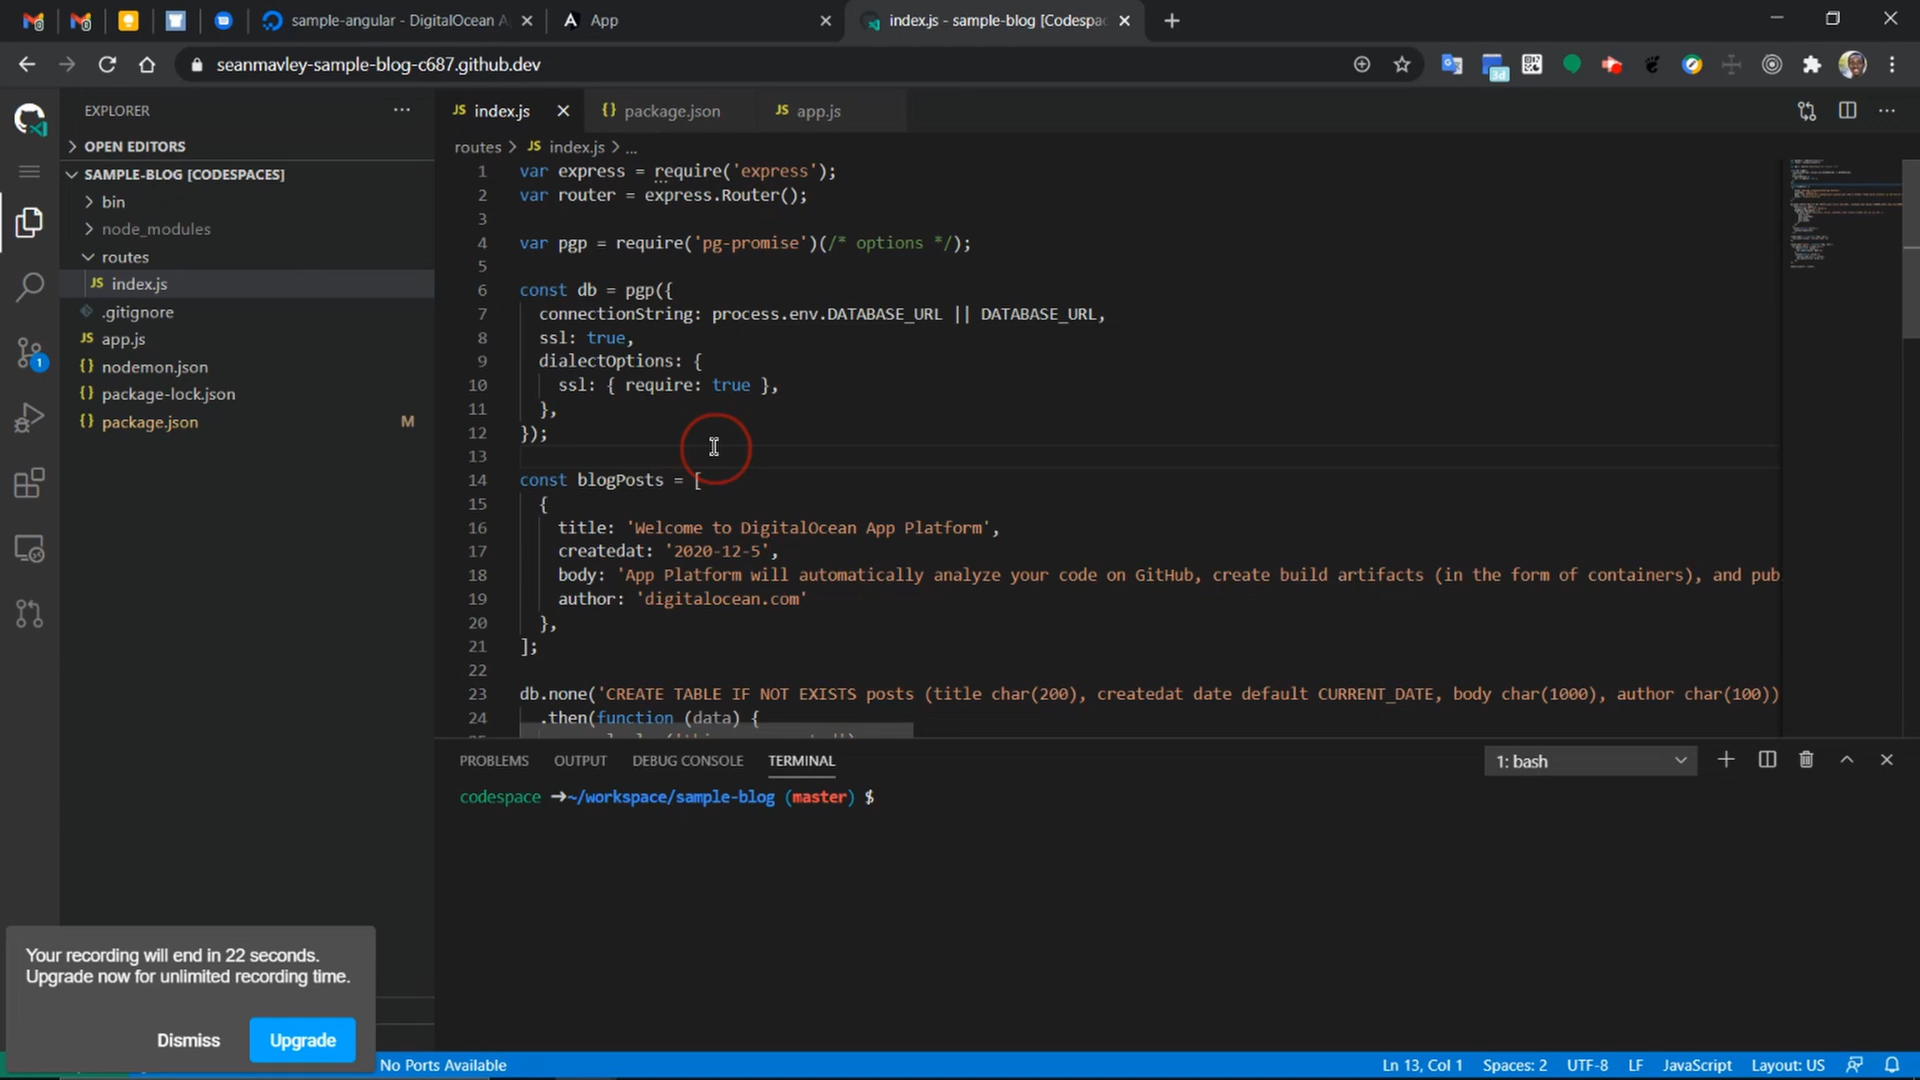 sample-angular - DigitalOcean A
App
index.js - sample-blog [Codespac
seanmavley-sample-blog-c687.github.dev
3d
EXPLORER
OPEN EDITORS
SAMPLE-BLOG [CODESPACES]
bin
node_modules
routes
JS index.js
.gitignore
JS app.js
{} nodemon.json
{} package-lock.json
{} package.json M
1
JS index.js
{} package.json
JS app.js
routes > JS index.js > ...
1 var express = require('express');
2 var router = express.Router();
3
4 var pgp = require('pg-promise')(/* options */);
5
6 const db = pgp({
7 connectionString: process.env.DATABASE_URL || DATABASE_URL,
8 ssl: true,
9 dialectOptions: {
10 ssl: { require: true },
11 },
12 });
13
14 const blogPosts = [
15 {
16 title: 'Welcome to DigitalOcean App Platform',
17 createdat: '2020-12-5',
18 body: 'App Platform will automatically analyze your code on GitHub, create build artifacts (in the form of containers), and pub
19 author: 'digitalocean.com'
20 },
21 ];
22
23 db.none('CREATE TABLE IF NOT EXISTS posts (title char(200), createdat date default CURRENT_DATE, body char(1000), author char(100))
24 .then(function (data) {
PROBLEMS OUTPUT DEBUG CONSOLE TERMINAL
1: bash
codespace ➜~/workspace/sample-blog (master) $
Your recording will end in 22 seconds.
Upgrade now for unlimited recording time.
Dismiss
Upgrade
No Ports Available
Ln 13, Col 1
Spaces: 2
UTF-8
LF
JavaScript
Layout: US